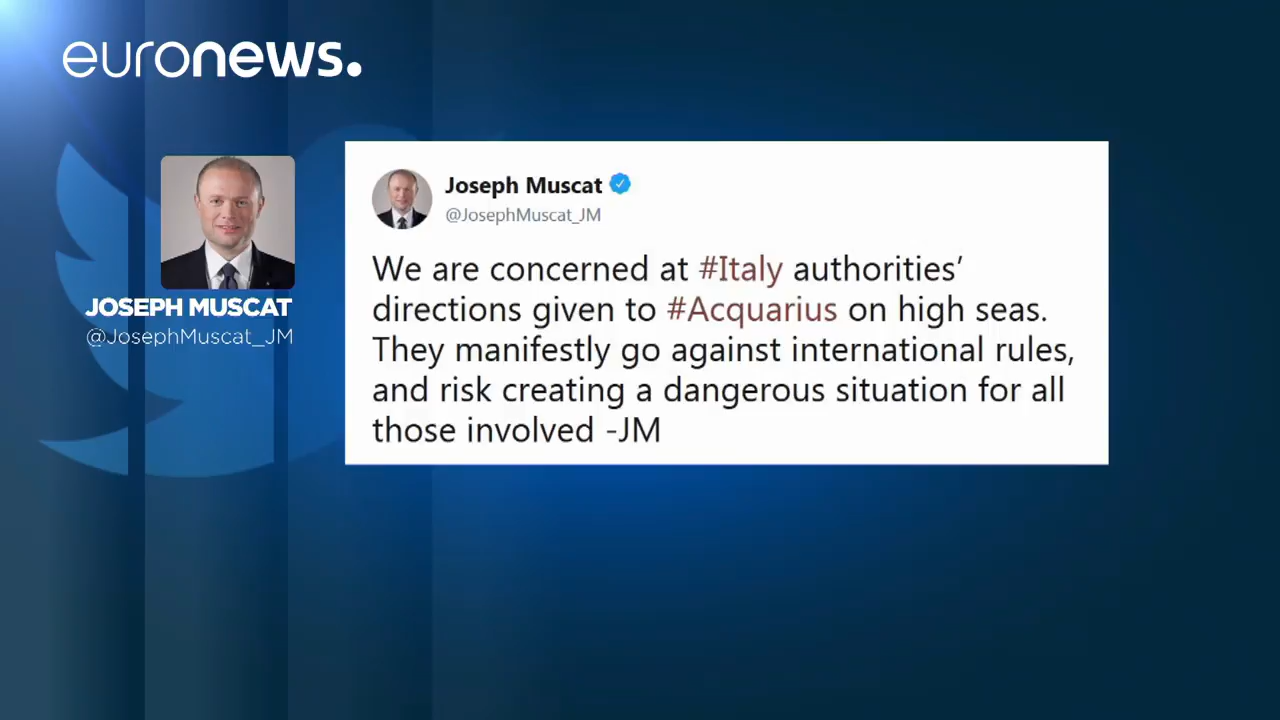 euronews.
JOSEPH MUSCAT
@JosephMuscat_JM
Joseph Muscat
@JosephMuscat_JM
We are concerned at #Italy authorities’
directions given to #Acquarius on high seas.
They manifestly go against international rules,
and risk creating a dangerous situation for all
those involved -JM